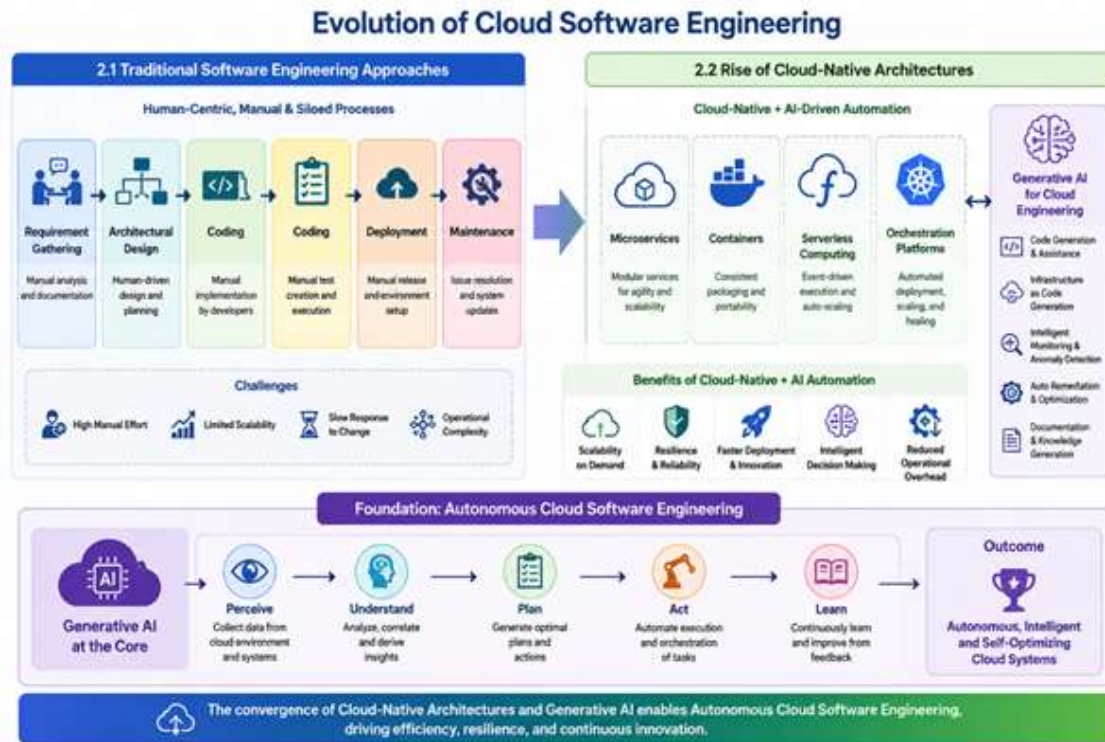 Evolution of Cloud Software Engineering
2.1 Traditional Software Engineering Approaches
Human-Centric, Manual & Siloed Processes
Requirement
Gathering
Manual analysis
and documentation
Architectural
Design
Human-driven
design and
planning
Coding
Manual
implementation
by developers
Coding
Manual test
creation and
execution
Deployment
Manual release
and environment
setup
Maintenance
Issue resolution
and system
updates
Challenges
High Manual Effort
Limited Scalability
Slow Response
to Change
Operational
Complexity
2.2 Rise of Cloud-Native Architectures
Cloud-Native + AI-Driven Automation
Microservices
Modular services
for agility and
scalability
Containers
Consistent
packaging and
portability
Serverless
Computing
Event-driven
execution and
auto-scaling
Orchestration
Platforms
Automated
deployment,
scaling, and
healing
Generative AI
for Cloud
Engineering
Code Generation
& Assistance
Infrastructure
as Code
Generation
Intelligent
Monitoring &
Anomaly Detection
Auto Remediation
& Optimization
Documentation
& Knowledge
Generation
Benefits of Cloud-Native + AI Automation
Scalability
on Demand
Resilience
& Reliability
Faster Deployment
& Innovation
Intelligent
Decision Making
Reduced
Operational
Overhead
Foundation: Autonomous Cloud Software Engineering
AI
Generative AI
at the Core
Perceive
Collect data from
cloud environment
and systems
Understand
Analyze, correlate
and derive
insights
Plan
Generate optimal
plans and
actions
Act
Automate execution
and orchestration
of tasks
Learn
Continuously learn
and improve from
feedback
Outcome
Autonomous, Intelligent
and Self-Optimizing
Cloud Systems
The convergence of Cloud-Native Architectures and Generative AI enables Autonomous Cloud Software Engineering,
driving efficiency, resilience, and continuous innovation.